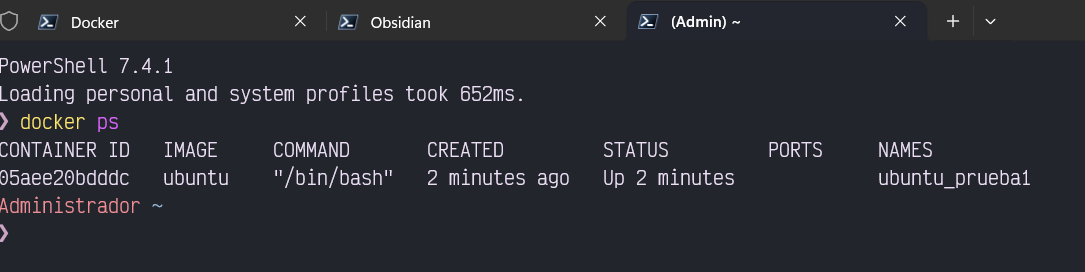 Docker
Obsidian
(Admin) ~
PowerShell 7.4.1
Loading personal and system profiles took 652ms.
❯ docker ps
CONTAINER ID   IMAGE     COMMAND       CREATED         STATUS         PORTS     NAMES
05aee20bdddc   ubuntu    "/bin/bash"   2 minutes ago   Up 2 minutes             ubuntu_prueba1
Administrador ~
❯